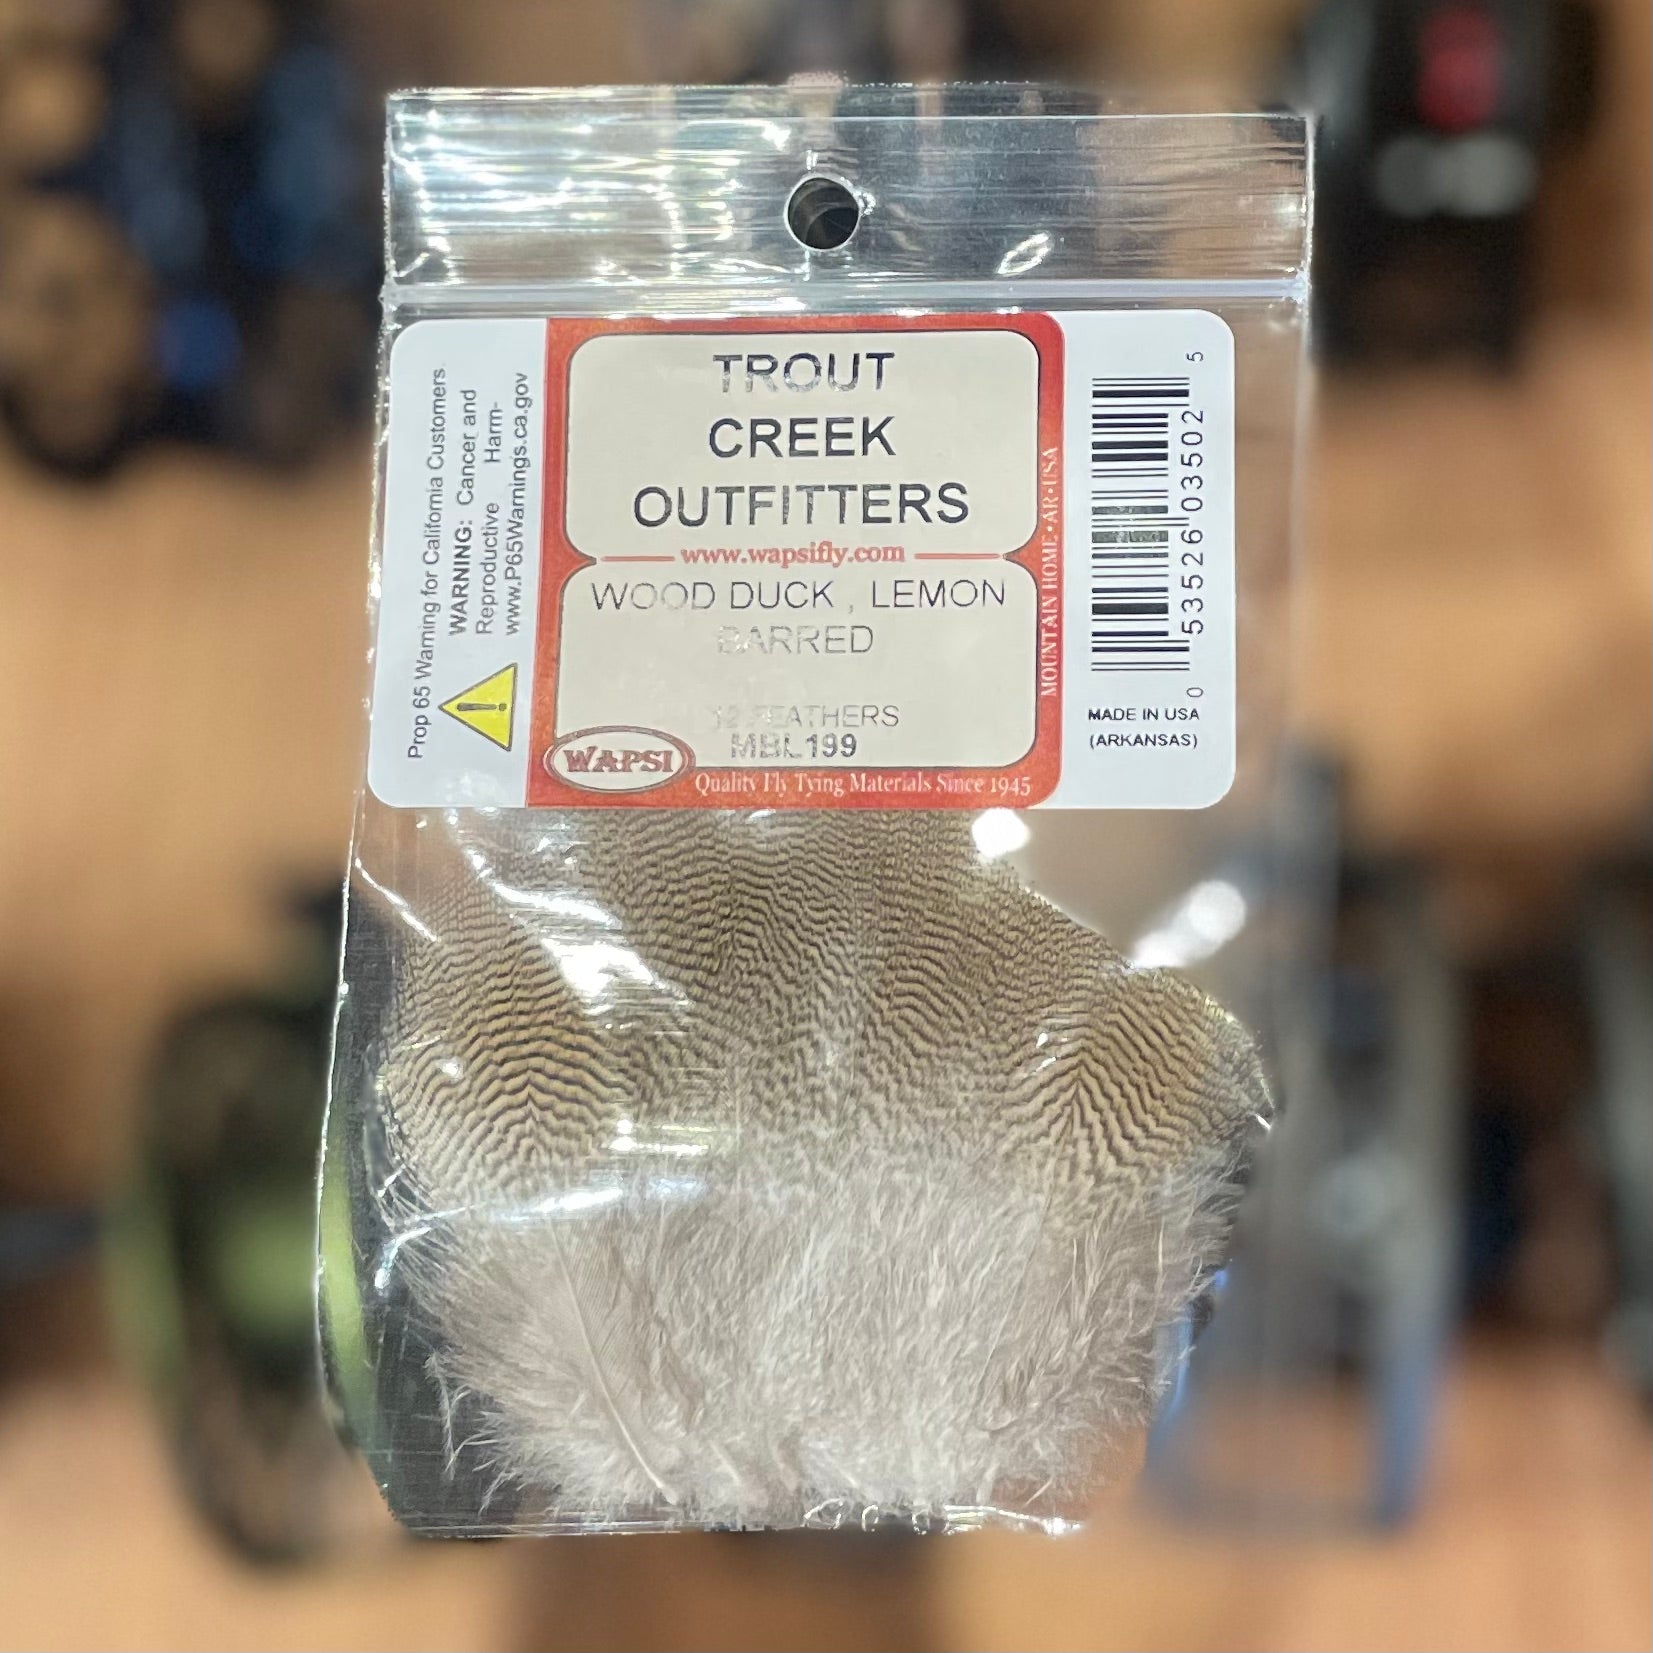 Prop 65 Warning for California Customers
WARNING: Cancer and
Reproductive Harm-
www.P65Warnings.ca.gov
TROUT
CREEK
OUTFITTERS
www.wapsifly.com
WOOD DUCK , LEMON
BARRED
12 FEATHERS
MBL199
WAPSI
Quality Fly Tying Materials Since 1945
MOUNTAIN HOME • AR • USA
0 53526 03502 5
MADE IN USA
(ARKANSAS)